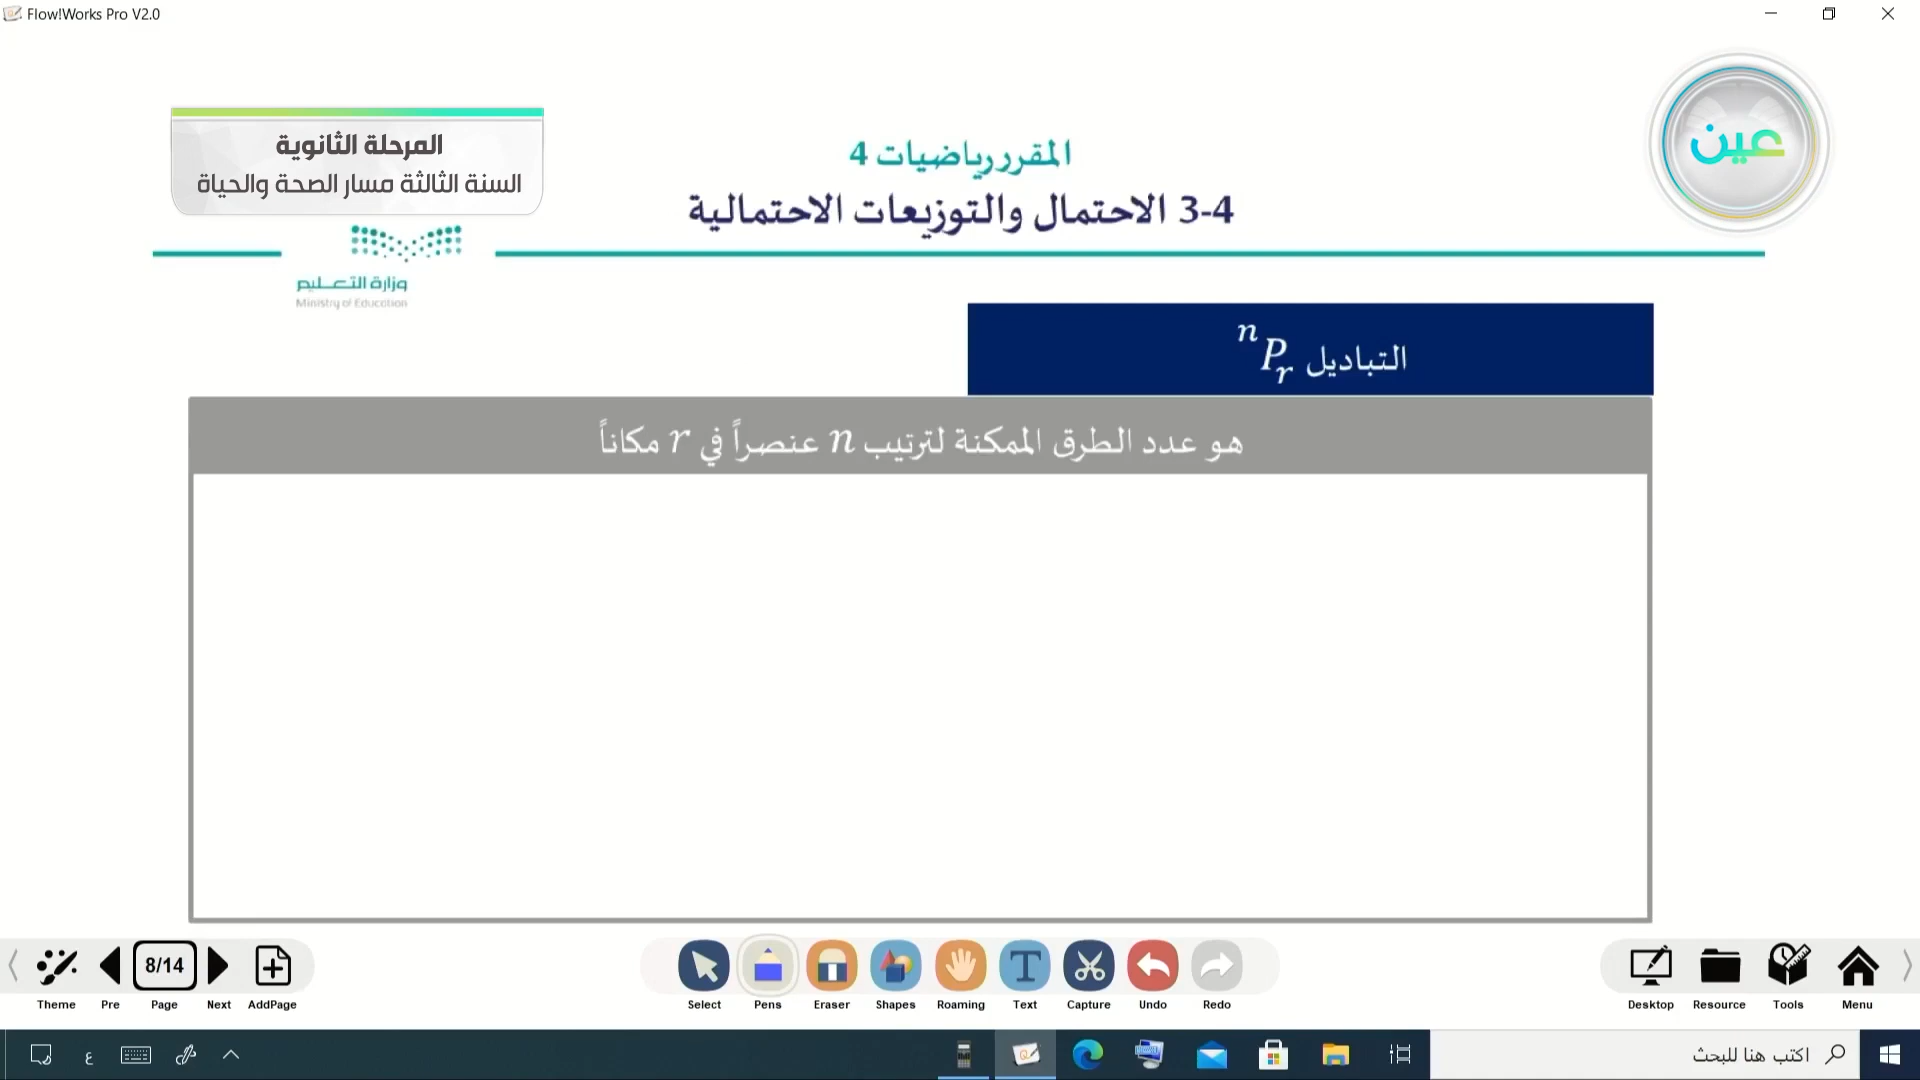 Flow!Works Pro V2.0
عين
المرحلة الثانوية
السنة الثالثة مسار الصحة والحياة
المقرر رياضيات 4
3-4 الاحتمال والتوزيعات الاحتمالية
وزارة التعليم
Ministry of Education
التباديل nPr
هو عدد الطرق الممكنة لترتيب n عنصراً في r مكاناً
8/14
Theme Pre Page Next AddPage
T
Select Pens Eraser Shapes Roaming Text Capture Undo Redo
Desktop Resource Tools Menu
اكتب هنا للبحث
ع